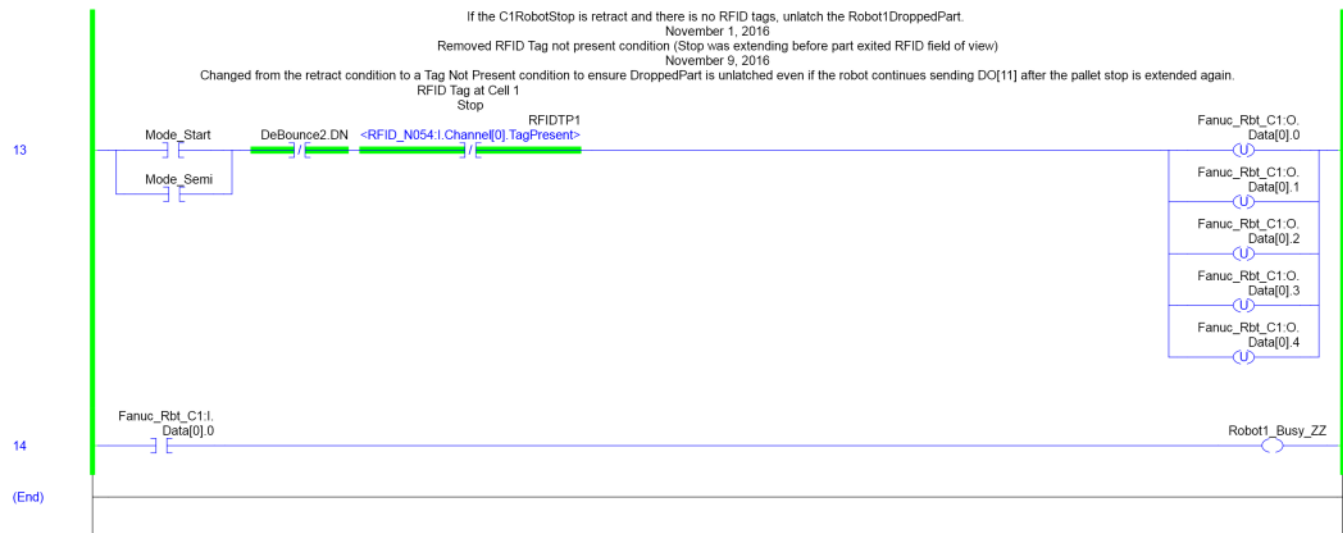 If the C1RobotStop is retract and there is no RFID tags, unlatch the Robot1DroppedPart.
November 1, 2016
Removed RFID Tag not present condition (Stop was extending before part exited RFID field of view)
November 9, 2016
Changed from the retract condition to a Tag Not Present condition to ensure DroppedPart is unlatched even if the robot continues sending DO[11] after the pallet stop is extended again.
RFID Tag at Cell 1
Stop
RFIDTP1
Mode_Start
DeBounce2.DN
<RFID_N054:I.Channel[0].TagPresent>
Fanuc_Rbt_C1:O.
Data[0].0
13
U
Mode_Semi
Fanuc_Rbt_C1:O.
Data[0].1
U
Fanuc_Rbt_C1:O.
Data[0].2
U
Fanuc_Rbt_C1:O.
Data[0].3
U
Fanuc_Rbt_C1:O.
Data[0].4
U
Fanuc_Rbt_C1:I.
Data[0].0
Robot1_Busy_ZZ
14
(End)